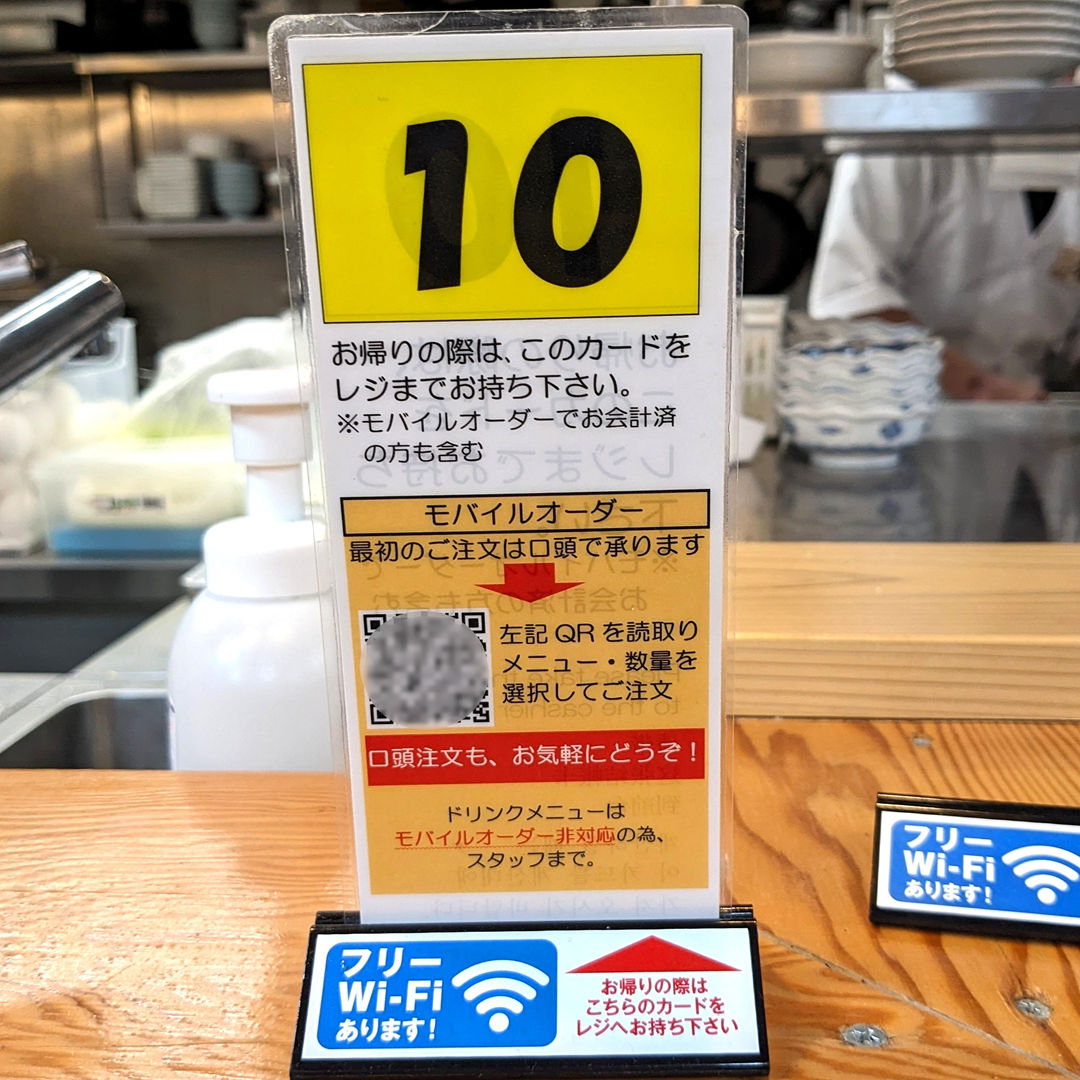 10
お帰りの際は、このカードを
レジまでお持ち下さい。
※モバイルオーダーでお会計済
の方も含む
モバイルオーダー
最初のご注文は口頭で承ります
左記QRを読取り
メニュー・数量を
選択してご注文
口頭注文も、お気軽にどうぞ！
ドリンクメニューは
モバイルオーダー非対応の為、
スタッフまで。
フリー
Wi-Fi
あります！
お帰りの際は
こちらのカードを
レジへお持ち下さい
フリー
Wi-Fi
あります！